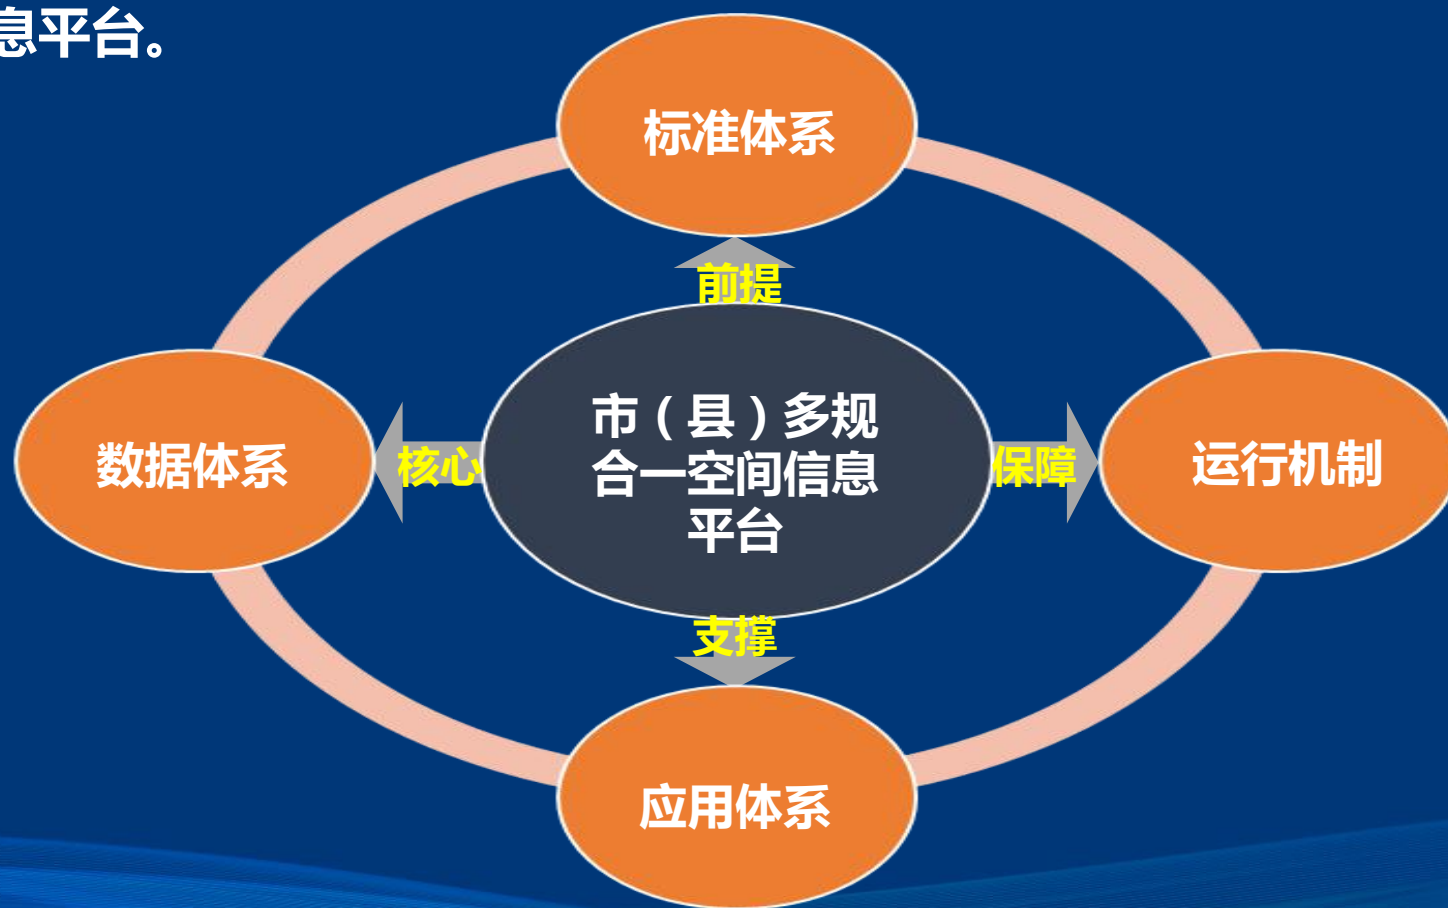 息平台。
标准体系
前提
市（县）多规
合一空间信息
平台
数据体系
核心
保障
运行机制
支撑
应用体系